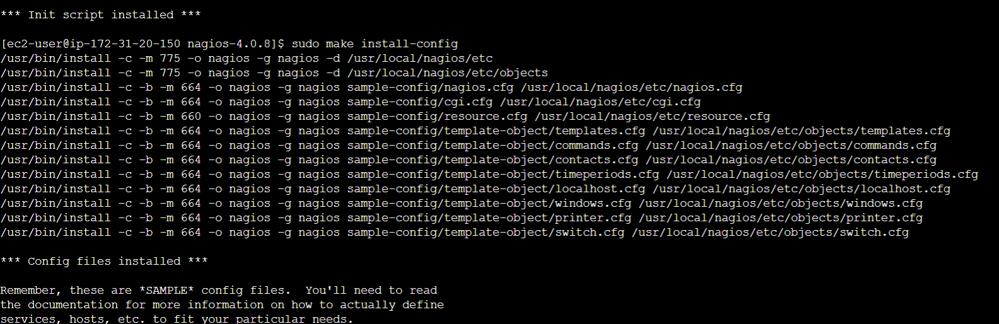 *** Init script installed ***
[ec2-user@ip-172-31-20-150 nagios-4.0.8]$ sudo make install-config
/usr/bin/install -c -m 775 -o nagios -g nagios -d /usr/local/nagios/etc
/usr/bin/install -c -m 775 -o nagios -g nagios -d /usr/local/nagios/etc/objects
/usr/bin/install -c -b -m 664 -o nagios -g nagios sample-config/nagios.cfg /usr/local/nagios/etc/nagios.cfg
/usr/bin/install -c -b -m 664 -o nagios -g nagios sample-config/cgi.cfg /usr/local/nagios/etc/cgi.cfg
/usr/bin/install -c -b -m 660 -o nagios -g nagios sample-config/resource.cfg /usr/local/nagios/etc/resource.cfg
/usr/bin/install -c -b -m 664 -o nagios -g nagios sample-config/template-object/templates.cfg /usr/local/nagios/etc/objects/templates.cfg
/usr/bin/install -c -b -m 664 -o nagios -g nagios sample-config/template-object/commands.cfg /usr/local/nagios/etc/objects/commands.cfg
/usr/bin/install -c -b -m 664 -o nagios -g nagios sample-config/template-object/contacts.cfg /usr/local/nagios/etc/objects/contacts.cfg
/usr/bin/install -c -b -m 664 -o nagios -g nagios sample-config/template-object/timeperiods.cfg /usr/local/nagios/etc/objects/timeperiods.cfg
/usr/bin/install -c -b -m 664 -o nagios -g nagios sample-config/template-object/localhost.cfg /usr/local/nagios/etc/objects/localhost.cfg
/usr/bin/install -c -b -m 664 -o nagios -g nagios sample-config/template-object/windows.cfg /usr/local/nagios/etc/objects/windows.cfg
/usr/bin/install -c -b -m 664 -o nagios -g nagios sample-config/template-object/printer.cfg /usr/local/nagios/etc/objects/printer.cfg
/usr/bin/install -c -b -m 664 -o nagios -g nagios sample-config/template-object/switch.cfg /usr/local/nagios/etc/objects/switch.cfg
*** Config files installed ***
Remember, these are *SAMPLE* config files.  You'll need to read
the documentation for more information on how to actually define
services, hosts, etc. to fit your particular needs.